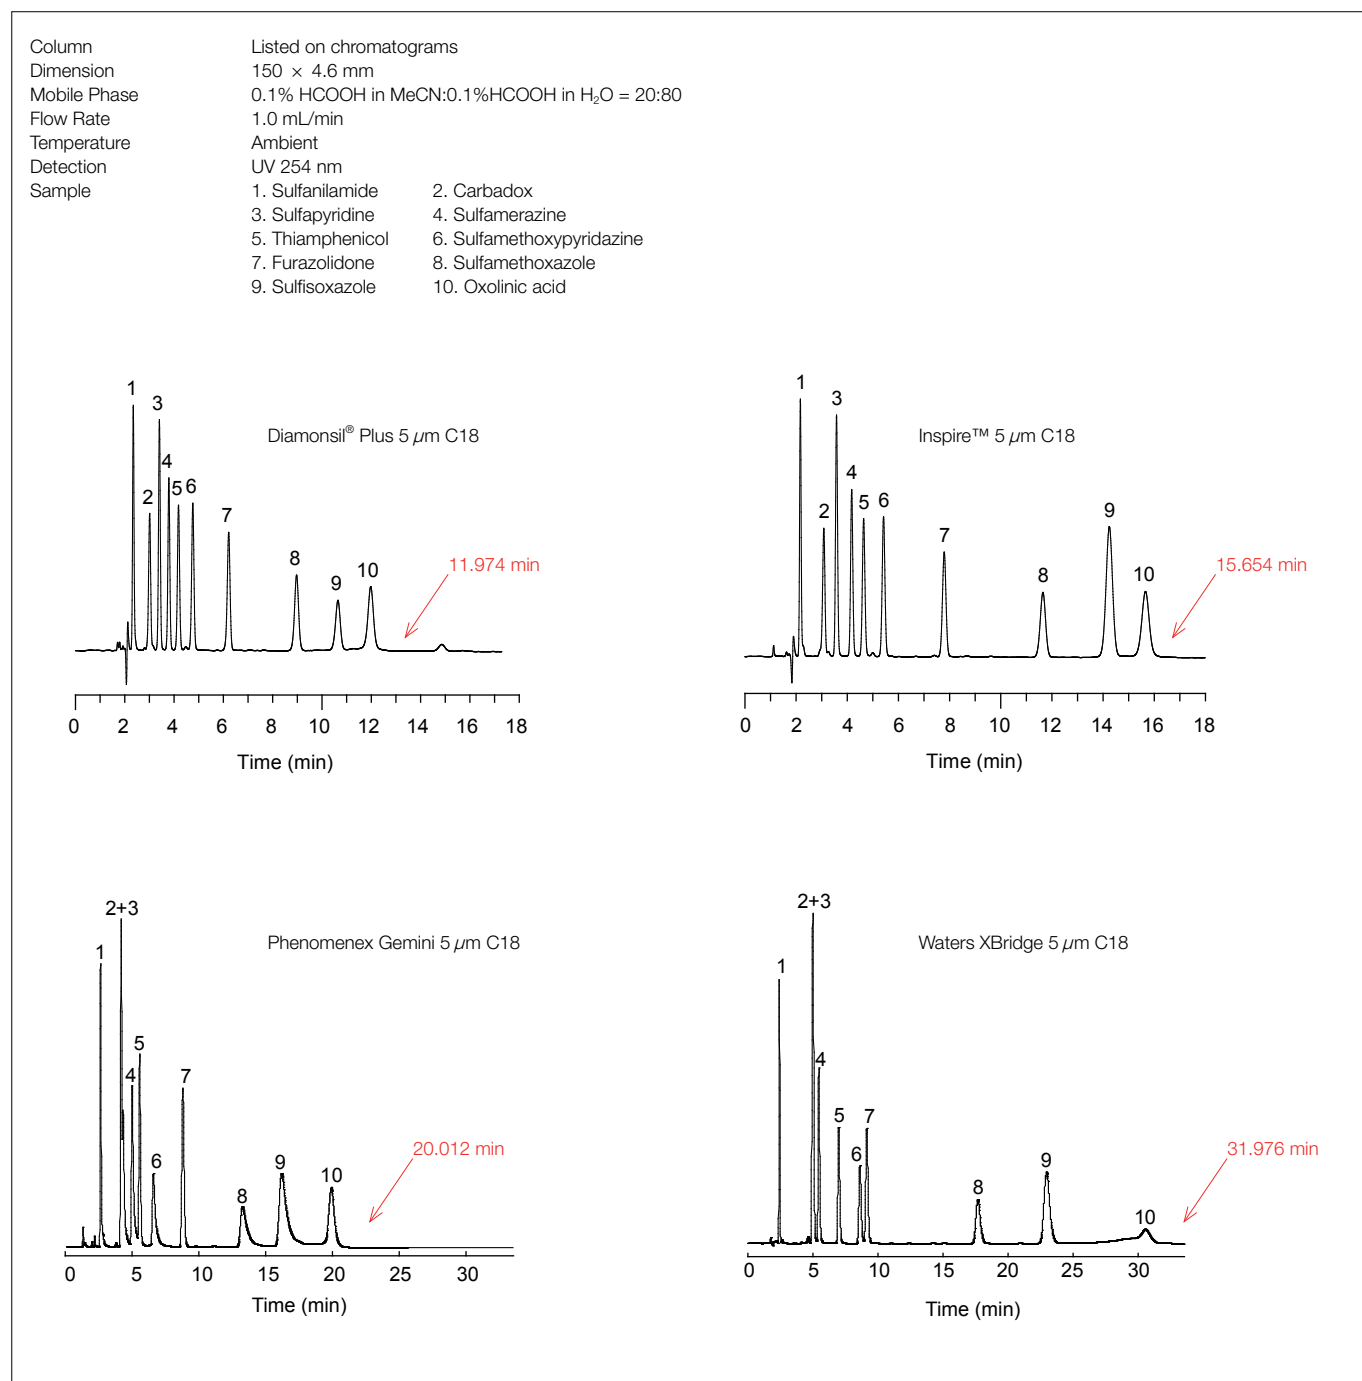 Column Listed on chromatograms
Dimension 150 × 4.6 mm
Mobile Phase 0.1% HCOOH in MeCN:0.1%HCOOH in H₂O = 20:80
Flow Rate 1.0 mL/min
Temperature Ambient
Detection UV 254 nm
Sample 1. Sulfanilamide 2. Carbadox
3. Sulfapyridine 4. Sulfamerazine
5. Thiamphenicol 6. Sulfamethoxypyridazine
7. Furazolidone 8. Sulfamethoxazole
9. Sulfisoxazole 10. Oxolinic acid
Diamonsil® Plus 5 µm C18
1 2 3 4 5 6 7 8 9 10
11.974 min
0 2 4 6 8 10 12 14 16 18
Time (min)
Inspire™ 5 µm C18
1 2 3 4 5 6 7 8 9 10
15.654 min
0 2 4 6 8 10 12 14 16 18
Time (min)
Phenomenex Gemini 5 µm C18
1 2+3 4 5 6 7 8 9 10
20.012 min
0 5 10 15 20 25 30
Time (min)
Waters XBridge 5 µm C18
1 2+3 4 5 6 7 8 9 10
31.976 min
0 5 10 15 20 25 30
Time (min)